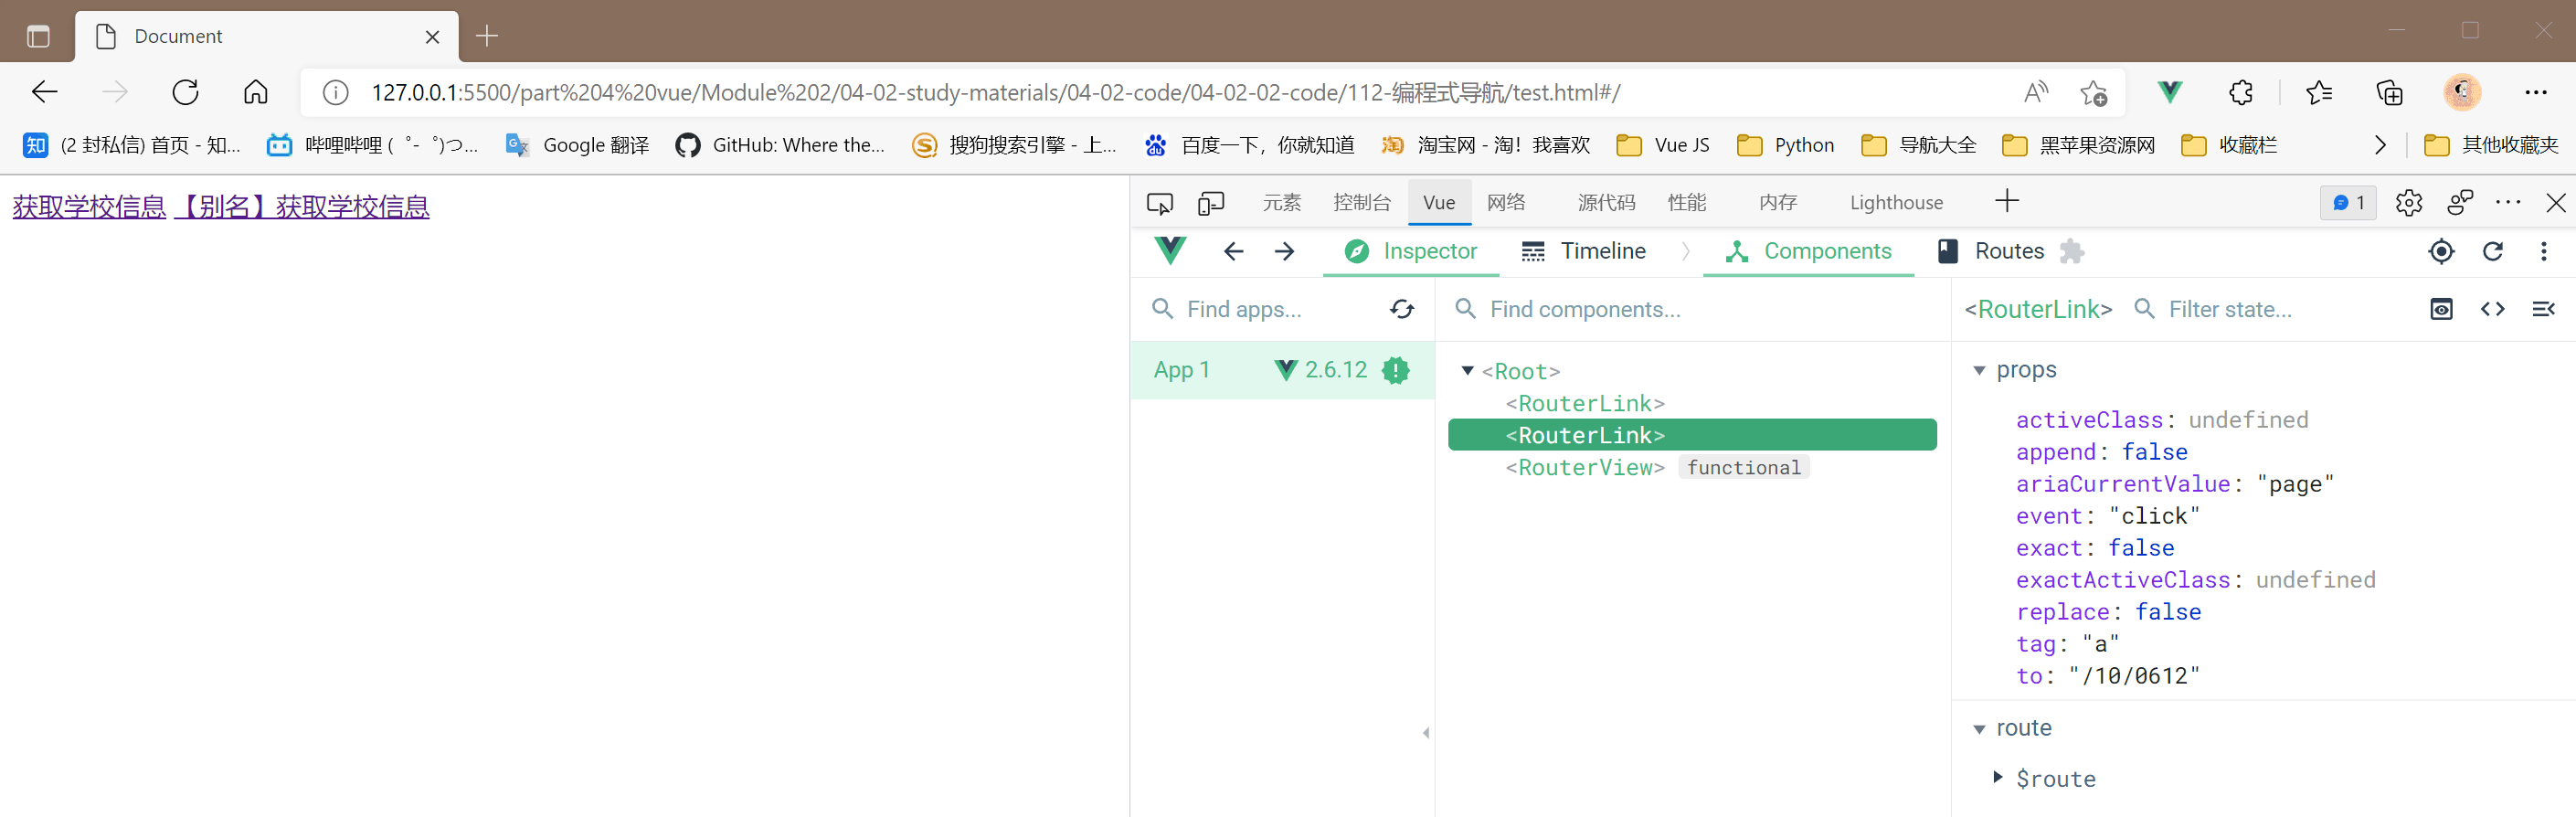 Document
127.0.0.1:5500/part%204%20vue/Module%202/04-02-study-materials/04-02-code/04-02-02-code/112-编程式导航/test.html#/
(2 封私信) 首页 - 知... 哔哩哔哩 ( ゜- ゜)つ... Google 翻译 GitHub: Where the... 搜狗搜索引擎 - 上... 百度一下，你就知道 淘宝网 - 淘！我喜欢 Vue JS Python 导航大全 黑苹果资源网 收藏栏 其他收藏夹
获取学校信息 【别名】获取学校信息
元素 控制台 Vue 网络 源代码 性能 内存 Lighthouse 1
Inspector Timeline Components Routes
Find apps... Find components... <RouterLink> Filter state...
App 1 2.6.12
<Root>
<RouterLink>
<RouterLink>
<RouterView> functional
props
activeClass: undefined
append: false
ariaCurrentValue: "page"
event: "click"
exact: false
exactActiveClass: undefined
replace: false
tag: "a"
to: "/10/0612"
route
$route